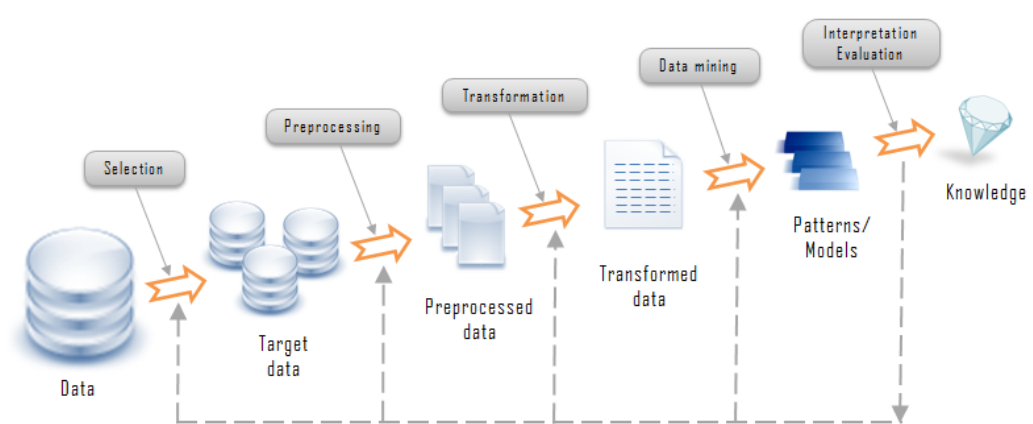 Interpretation
Evaluation
Data mining
Transformation
Preprocessing
Selection
Knowledge
Patterns/
Models
Transformed
data
Preprocessed
data
Target
data
Data